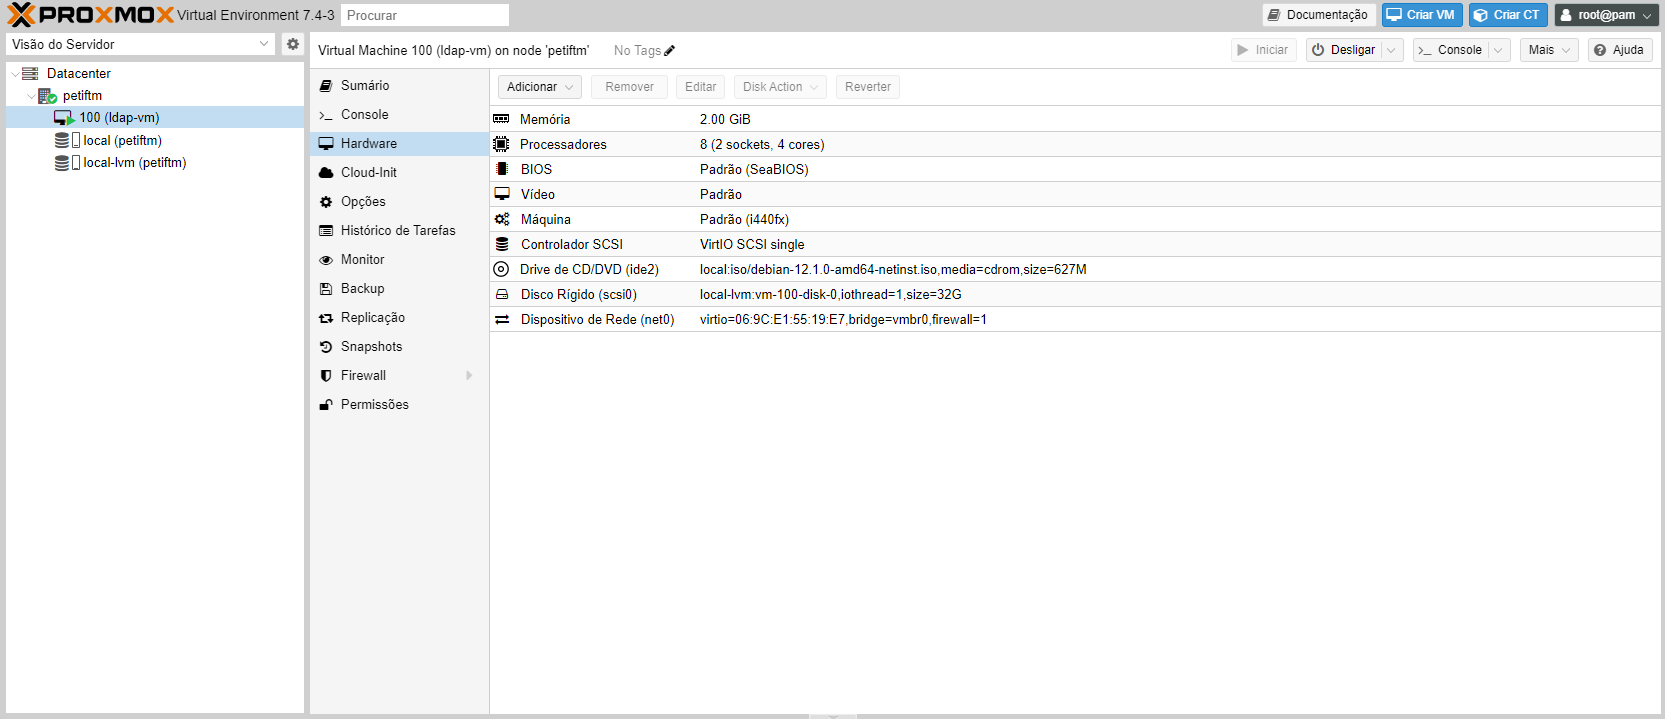 PROXMOX Virtual Environment 7.4-3 Procurar Documentação Criar VM Criar CT root@pam
Visão do Servidor
Datacenter
petiftm
100 (ldap-vm)
local (petiftm)
local-lvm (petiftm)
Virtual Machine 100 (ldap-vm) on node 'petiftm' No Tags Iniciar Desligar Console Mais Ajuda
Sumário
Console
Hardware
Cloud-Init
Opções
Histórico de Tarefas
Monitor
Backup
Replicação
Snapshots
Firewall
Permissões
Adicionar Remover Editar Disk Action Reverter
Memória 2.00 GiB
Processadores 8 (2 sockets, 4 cores)
BIOS Padrão (SeaBIOS)
Vídeo Padrão
Máquina Padrão (i440fx)
Controlador SCSI VirtIO SCSI single
Drive de CD/DVD (ide2) local:iso/debian-12.1.0-amd64-netinst.iso,media=cdrom,size=627M
Disco Rígido (scsi0) local-lvm:vm-100-disk-0,iothread=1,size=32G
Dispositivo de Rede (net0) virtio=06:9C:E1:55:19:E7,bridge=vmbr0,firewall=1